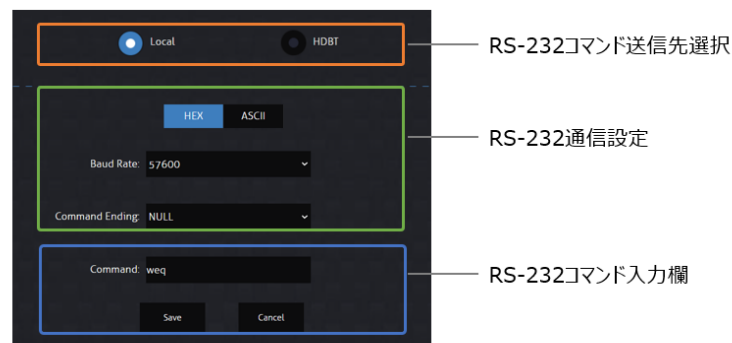 Local HDBT
RS-232コマンド送信先選択
HEX ASCII
RS-232通信設定
Baud Rate: 57600
Command Ending: NULL
Command: weq
RS-232コマンド入力欄
Save Cancel